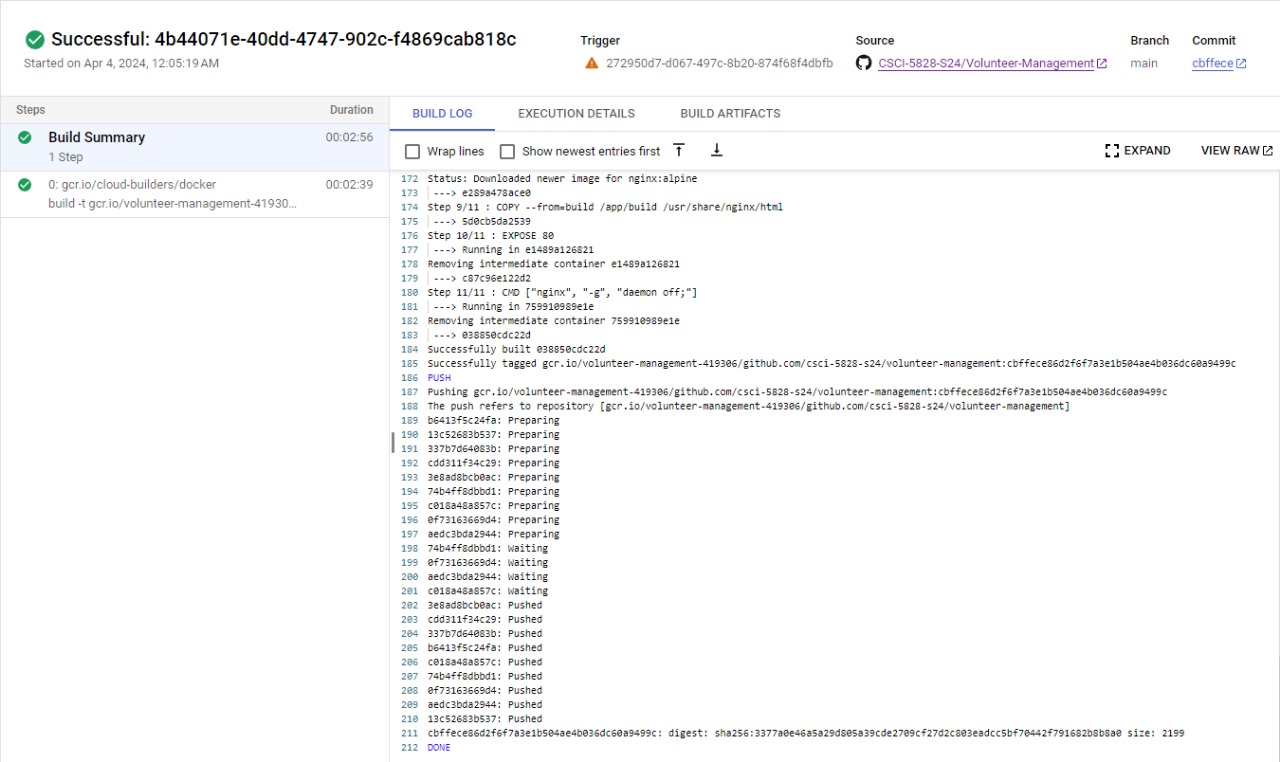 Successful: 4b44071e-40dd-4747-902c-f4869cab818c
Started on Apr 4, 2024, 12:05:19 AM
Trigger
272950d7-d067-497c-8b20-874f68f4dbfb
Source
CSCI-5828-S24/Volunteer-Management
Branch
main
Commit
cbffece
Steps Duration
Build Summary 00:02:56
1 Step
0: gcr.io/cloud-builders/docker 00:02:39
build -t gcr.io/volunteer-management-41930...
BUILD LOG EXECUTION DETAILS BUILD ARTIFACTS
Wrap lines Show newest entries first EXPAND VIEW RAW
172 Status: Downloaded newer image for nginx:alpine
173 ---> e289a478ace0
174 Step 9/11 : COPY --from=build /app/build /usr/share/nginx/html
175 ---> 5d0cb5da2539
176 Step 10/11 : EXPOSE 80
177 ---> Running in e1489a126821
178 Removing intermediate container e1489a126821
179 ---> c87c96e122d2
180 Step 11/11 : CMD ["nginx", "-g", "daemon off;"]
181 ---> Running in 759910989e1e
182 Removing intermediate container 759910989e1e
183 ---> 038850cdc22d
184 Successfully built 038850cdc22d
185 Successfully tagged gcr.io/volunteer-management-419306/github.com/csci-5828-s24/volunteer-management:cbffece86d2f6f7a3e1b504ae4b036dc60a9499c
186 PUSH
187 Pushing gcr.io/volunteer-management-419306/github.com/csci-5828-s24/volunteer-management:cbffece86d2f6f7a3e1b504ae4b036dc60a9499c
188 The push refers to repository [gcr.io/volunteer-management-419306/github.com/csci-5828-s24/volunteer-management]
189 b6413f5c24fa: Preparing
190 13c52683b537: Preparing
191 337b7d64083b: Preparing
192 cdd311f34c29: Preparing
193 3e8ad8bcb0ac: Preparing
194 74b4ff8dbbd1: Preparing
195 c018a48a857c: Preparing
196 0f73163669d4: Preparing
197 aedc3bda2944: Preparing
198 74b4ff8dbbd1: Waiting
199 0f73163669d4: Waiting
200 aedc3bda2944: Waiting
201 c018a48a857c: Waiting
202 3e8ad8bcb0ac: Pushed
203 cdd311f34c29: Pushed
204 337b7d64083b: Pushed
205 b6413f5c24fa: Pushed
206 c018a48a857c: Pushed
207 74b4ff8dbbd1: Pushed
208 0f73163669d4: Pushed
209 aedc3bda2944: Pushed
210 13c52683b537: Pushed
211 cbffece86d2f6f7a3e1b504ae4b036dc60a9499c: digest: sha256:3377a0e46a5a29d805a39cde2709cf27d2c803eadcc5bf70442f791682b8b8a0 size: 2199
212 DONE